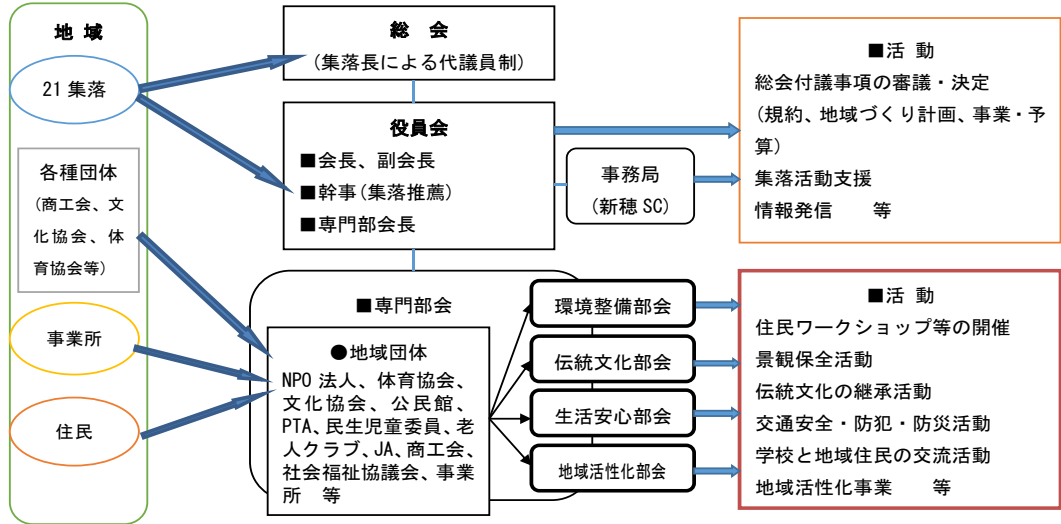 地 域
21 集落
各種団体
(商工会、文
化協会、体
育協会等)
事業所
住民
総 会
(集落長による代議員制)
役員会
■会長、副会長
■幹事(集落推薦)
■専門部会長
事務局
(新穂 SC)
■専門部会
●地域団体
NPO 法人、体育協会、
文化協会、公民館、
PTA、民生児童委員、老
人クラブ、JA、商工会、
社会福祉協議会、事業
所 等
環境整備部会
伝統文化部会
生活安心部会
地域活性化部会
■活 動
総会付議事項の審議・決定
(規約、地域づくり計画、事業・予
算)
集落活動支援
情報発信 等
■活 動
住民ワークショップ等の開催
景観保全活動
伝統文化の継承活動
交通安全・防犯・防災活動
学校と地域住民の交流活動
地域活性化事業 等